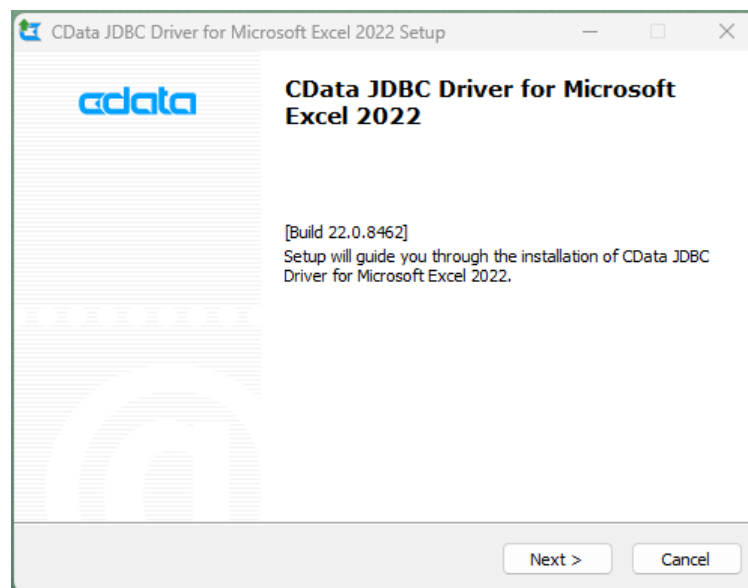 CData JDBC Driver for Microsoft Excel 2022 Setup
cdata
CData JDBC Driver for Microsoft
Excel 2022
[Build 22.0.8462]
Setup will guide you through the installation of CData JDBC
Driver for Microsoft Excel 2022.
Next >
Cancel